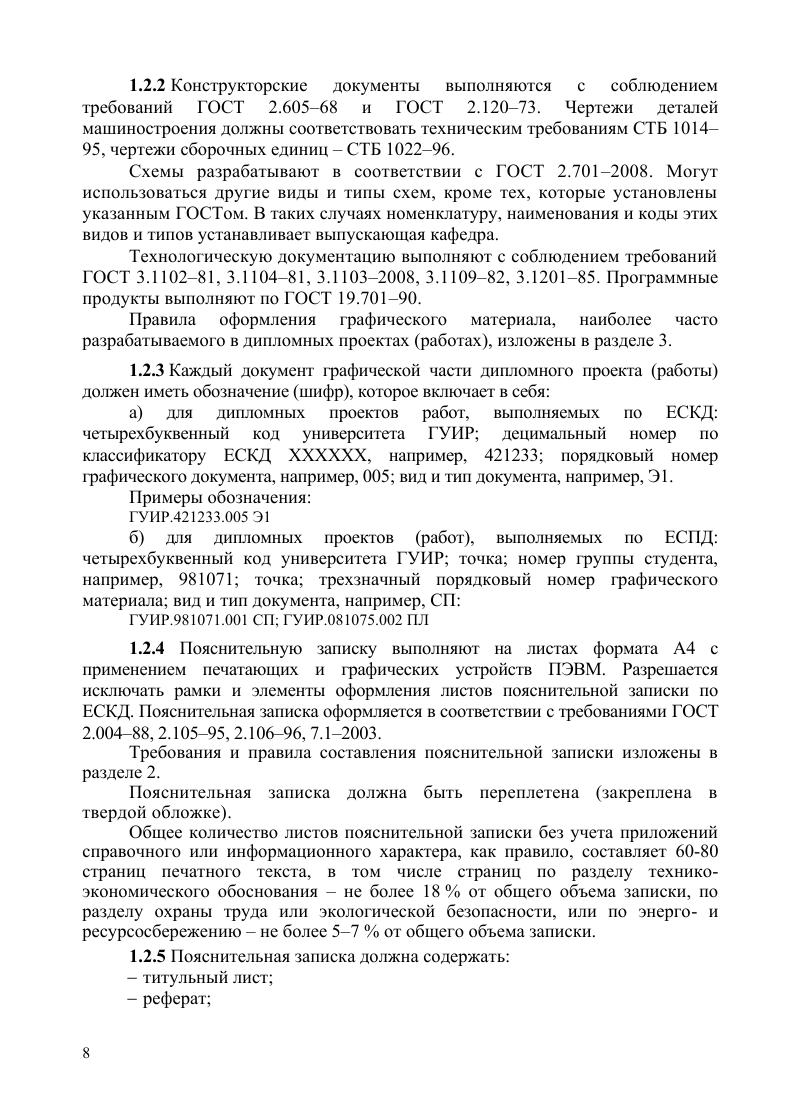 1.2.2 Конструкторские документы выполняются с соблюдением
требований ГОСТ 2.605–68 и ГОСТ 2.120–73. Чертежи деталей
машиностроения должны соответствовать техническим требованиям СТБ 1014–
95, чертежи сборочных единиц – СТБ 1022–96.
Схемы разрабатывают в соответствии с ГОСТ 2.701–2008. Могут
использоваться другие виды и типы схем, кроме тех, которые установлены
указанным ГОСТом. В таких случаях номенклатуру, наименования и коды этих
видов и типов устанавливает выпускающая кафедра.
Технологическую документацию выполняют с соблюдением требований
ГОСТ 3.1102–81, 3.1104–81, 3.1103–2008, 3.1109–82, 3.1201–85. Программные
продукты выполняют по ГОСТ 19.701–90.
Правила оформления графического материала, наиболее часто
разрабатываемого в дипломных проектах (работах), изложены в разделе 3.
1.2.3 Каждый документ графической части дипломного проекта (работы)
должен иметь обозначение (шифр), которое включает в себя:
а) для дипломных проектов работ, выполняемых по ЕСКД:
четырехбуквенный код университета ГУИР; децимальный номер по
классификатору ЕСКД XXXXXX, например, 421233; порядковый номер
графического документа, например, 005; вид и тип документа, например, Э1.
Примеры обозначения:
ГУИР.421233.005 Э1
б) для дипломных проектов (работ), выполняемых по ЕСПД:
четырехбуквенный код университета ГУИР; точка; номер группы студента,
например, 981071; точка; трехзначный порядковый номер графического
материала; вид и тип документа, например, СП:
ГУИР.981071.001 СП; ГУИР.081075.002 ПЛ
1.2.4 Пояснительную записку выполняют на листах формата А4 с
применением печатающих и графических устройств ПЭВМ. Разрешается
исключать рамки и элементы оформления листов пояснительной записки по
ЕСКД. Пояснительная записка оформляется в соответствии с требованиями ГОСТ
2.004–88, 2.105–95, 2.106–96, 7.1–2003.
Требования и правила составления пояснительной записки изложены в
разделе 2.
Пояснительная записка должна быть переплетена (закреплена в
твердой обложке).
Общее количество листов пояснительной записки без учета приложений
справочного или информационного характера, как правило, составляет 60-80
страниц печатного текста, в том числе страниц по разделу технико-
экономического обоснования – не более 18 % от общего объема записки, по
разделу охраны труда или экологической безопасности, или по энерго- и
ресурсосбережению – не более 5–7 % от общего объема записки.
1.2.5 Пояснительная записка должна содержать:
– титульный лист;
– реферат;
8